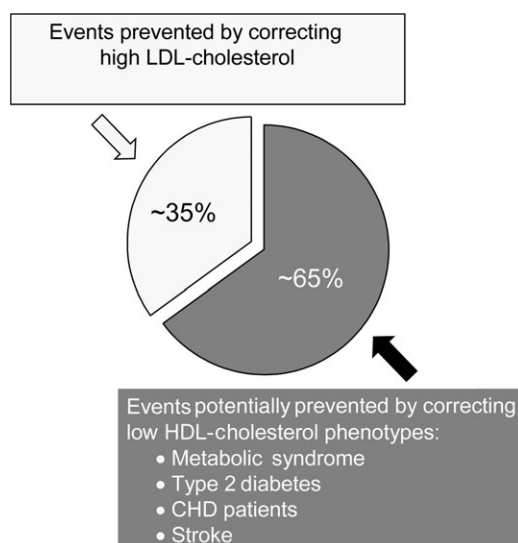 Events prevented by correcting
high LDL-cholesterol
~35%
~65%
Events potentially prevented by correcting
low HDL-cholesterol phenotypes:
• Metabolic syndrome
• Type 2 diabetes
• CHD patients
• Stroke